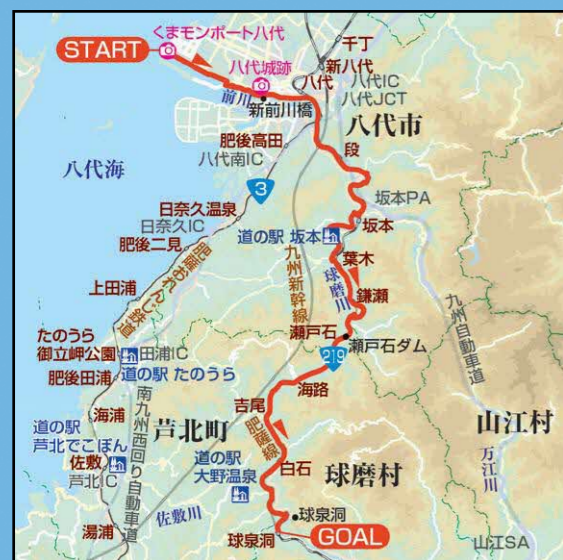 START
くまモンポート八代
千丁
新八代
八代城跡
八代
八代IC
八代JCT
前川
新前川橋
八代市
肥後高田
八代南IC
段
八代海
3
坂本PA
日奈久温泉
日奈久IC
坂本
道の駅 坂本
肥後二見
葉木
肥薩おれんじ鉄道
九州新幹線
球磨川
鎌瀬
上田浦
九州自動車道
瀬戸石
瀬戸石ダム
たのうら
御立岬公園
田浦IC
219
肥後田浦
道の駅 たのうら
海路
南九州西回り自動車道
海浦
芦北町
吉尾
肥薩線
山江村
道の駅
芦北でこぽん
万江川
佐敷
芦北IC
道の駅
大野温泉
白石
球磨村
佐敷川
球泉洞
湯浦
球泉洞
GOAL
山江SA